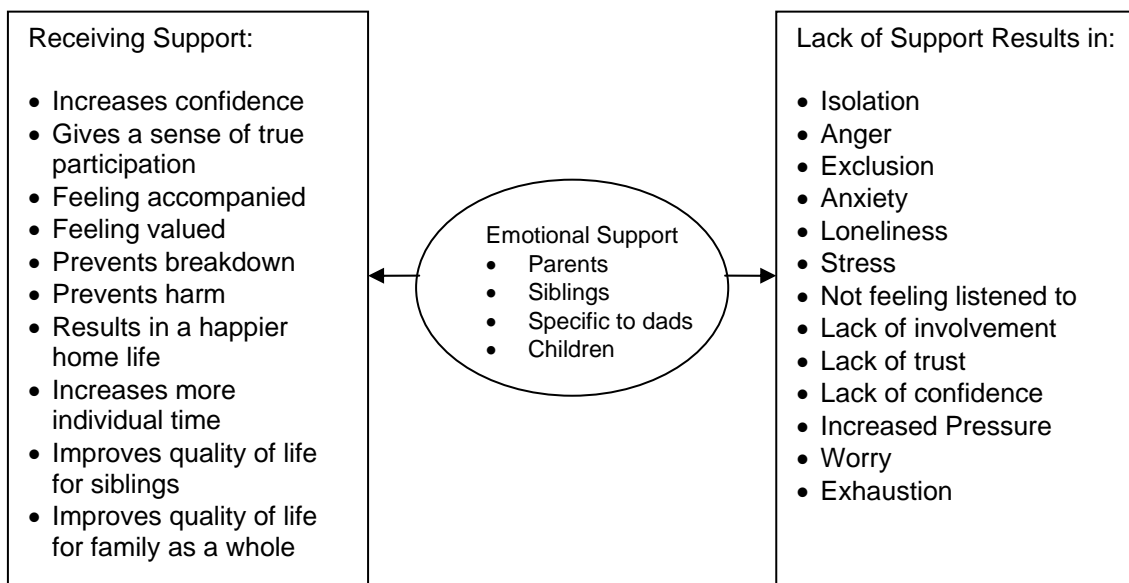 Receiving Support:
• Increases confidence
• Gives a sense of true
participation
• Feeling accompanied
• Feeling valued
• Prevents breakdown
• Prevents harm
• Results in a happier
home life
• Increases more
individual time
• Improves quality of life
for siblings
• Improves quality of life
for family as a whole
Emotional Support
• Parents
• Siblings
• Specific to dads
• Children
Lack of Support Results in:
• Isolation
• Anger
• Exclusion
• Anxiety
• Loneliness
• Stress
• Not feeling listened to
• Lack of involvement
• Lack of trust
• Lack of confidence
• Increased Pressure
• Worry
• Exhaustion